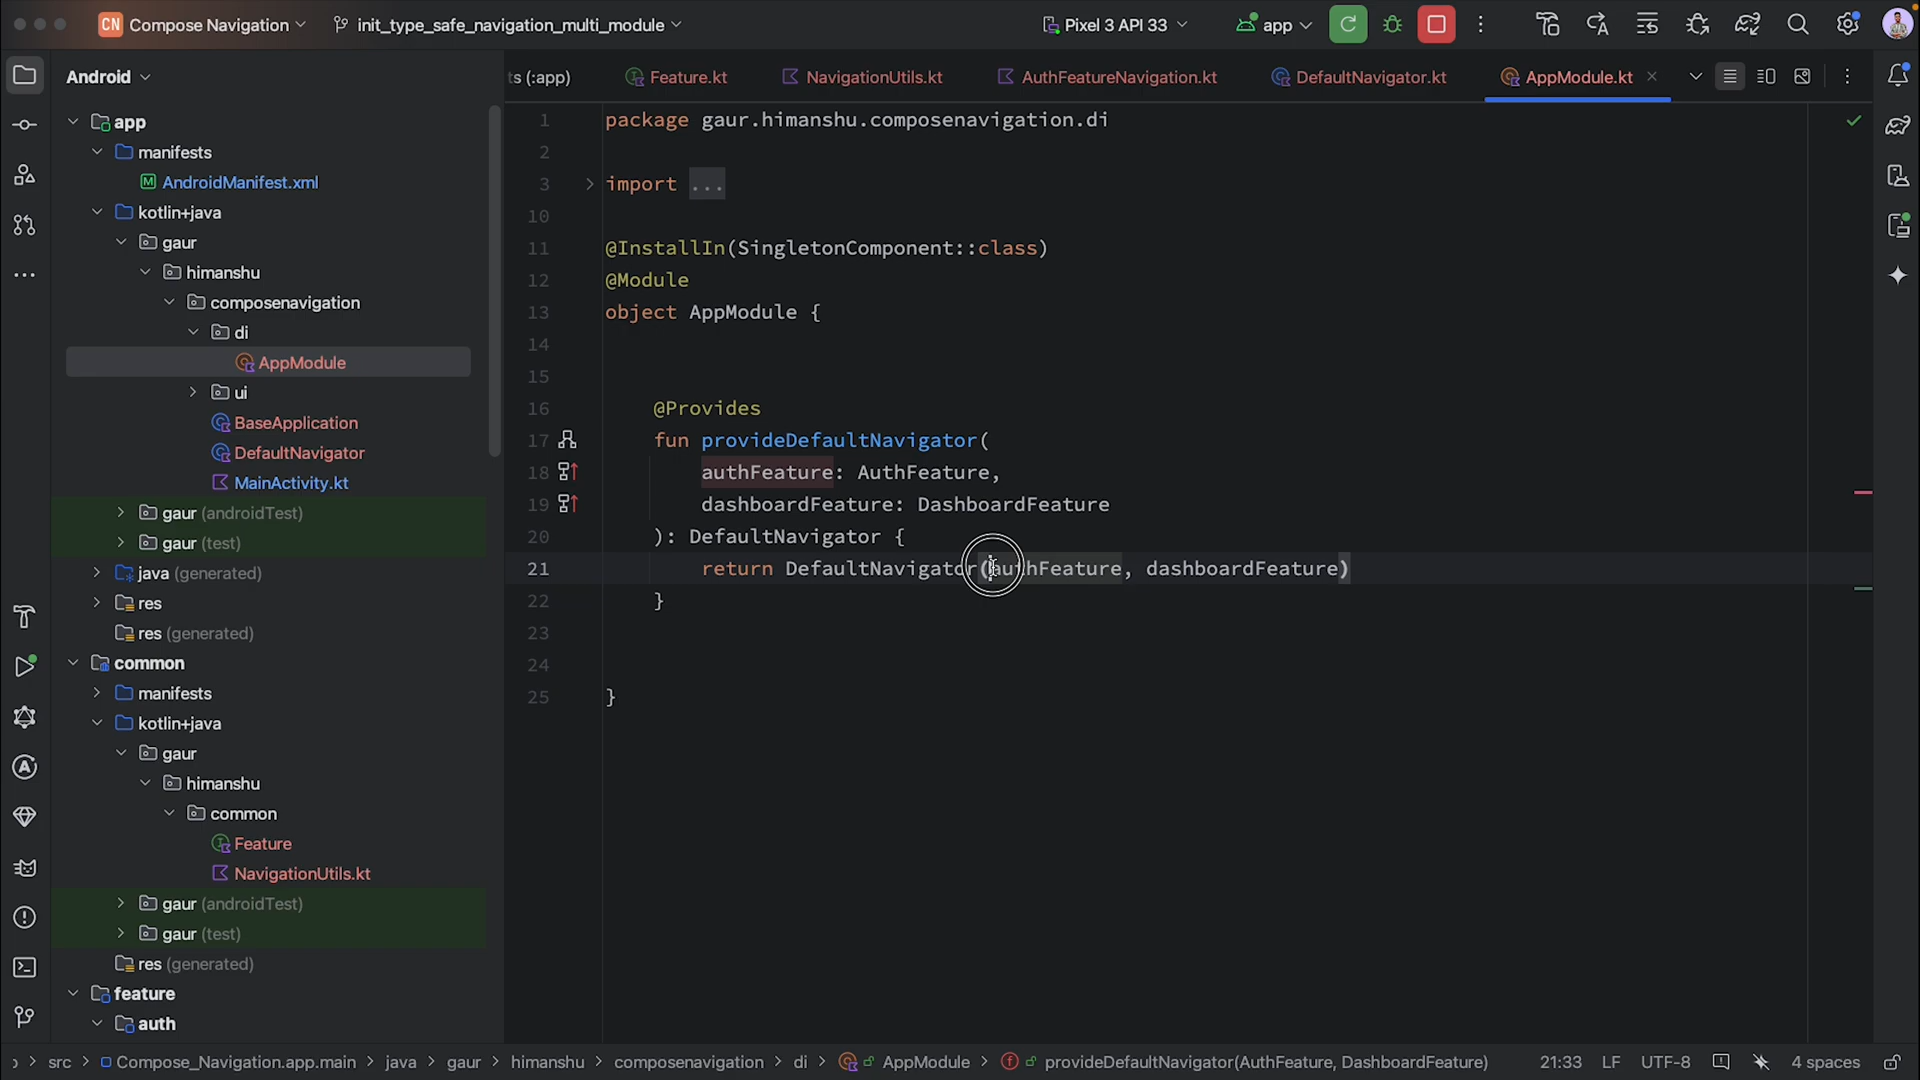 CN Compose Navigation init_type_safe_navigation_multi_module Pixel 3 API 33 app
Android
ts (:app) Feature.kt NavigationUtils.kt AuthFeatureNavigation.kt DefaultNavigator.kt AppModule.kt
app
manifests
AndroidManifest.xml
kotlin+java
gaur
himanshu
composenavigation
di
AppModule
ui
BaseApplication
DefaultNavigator
MainActivity.kt
gaur (androidTest)
gaur (test)
java (generated)
res
res (generated)
common
manifests
kotlin+java
gaur
himanshu
common
Feature
NavigationUtils.kt
gaur (androidTest)
gaur (test)
res (generated)
feature
auth
1 package gaur.himanshu.composenavigation.di
2
3 import ...
10
11 @InstallIn(SingletonComponent::class)
12 @Module
13 object AppModule {
14
15
16 @Provides
17 fun provideDefaultNavigator(
18 authFeature: AuthFeature,
19 dashboardFeature: DashboardFeature
20 ): DefaultNavigator {
21 return DefaultNavigator(authFeature, dashboardFeature)
22 }
23
24
25 }
src Compose_Navigation.app.main java gaur himanshu composenavigation di AppModule provideDefaultNavigator(AuthFeature, DashboardFeature) 21:33 LF UTF-8 4 spaces